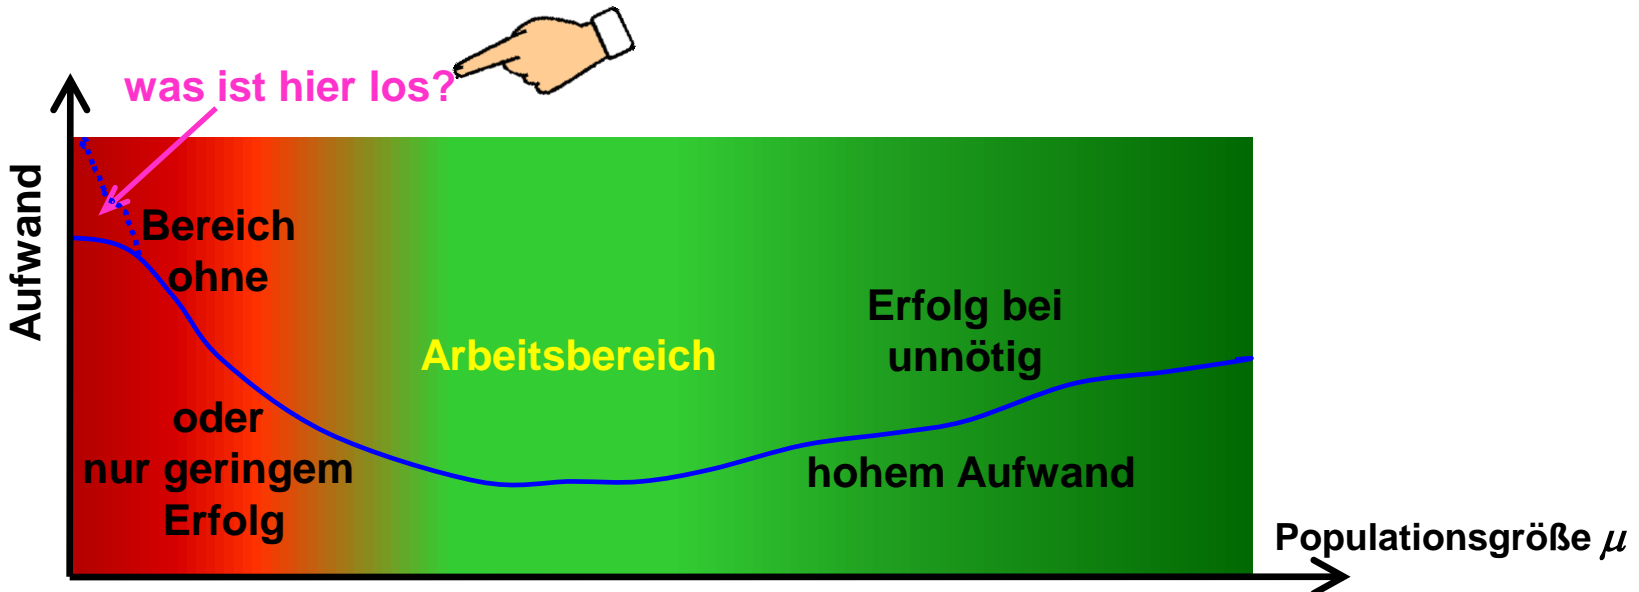 was ist hier los?
Aufwand
Bereich
ohne
oder
nur geringem
Erfolg
Arbeitsbereich
Erfolg bei
unnötig
hohem Aufwand
Populationsgröße μ